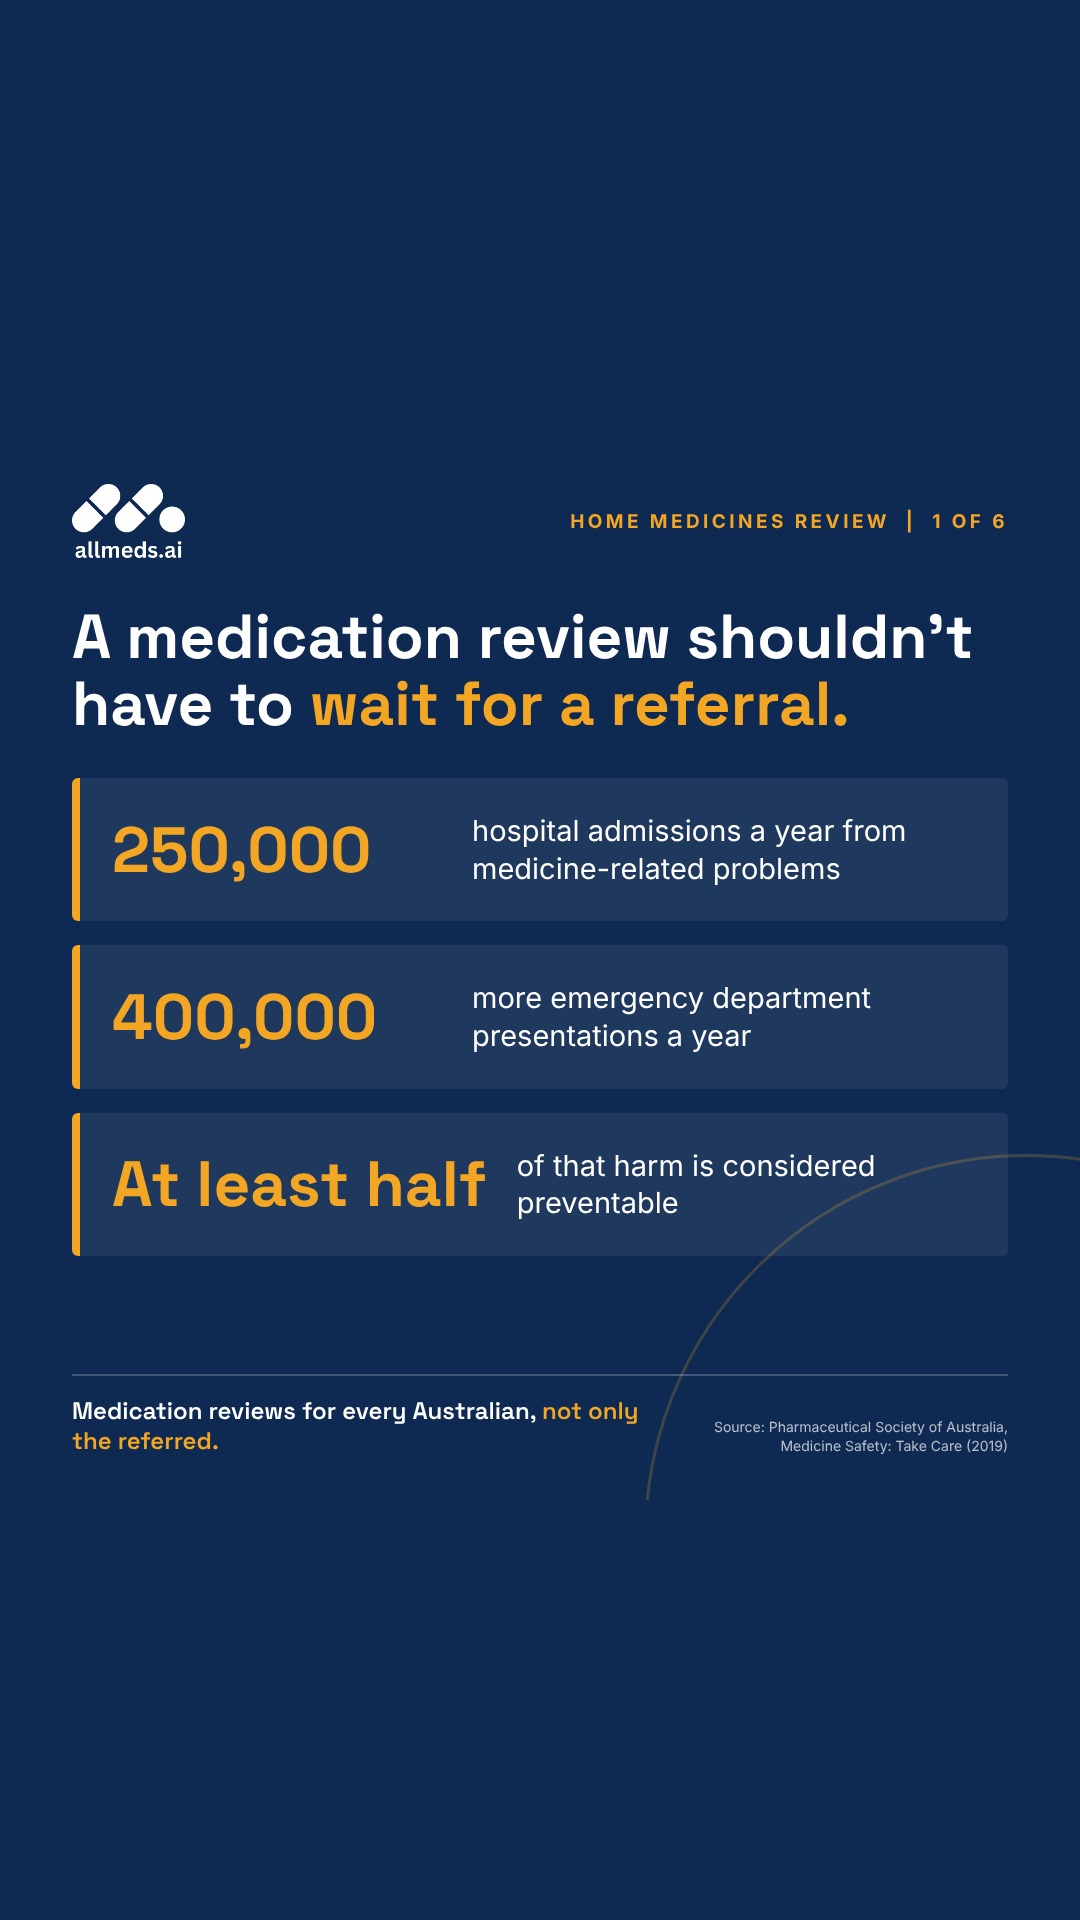 allmeds.ai
HOME MEDICINES REVIEW | 1 OF 6
A medication review shouldn’t
have to wait for a referral.
250,000
hospital admissions a year from
medicine-related problems
400,000
more emergency department
presentations a year
At least half
of that harm is considered
preventable
Medication reviews for every Australian, not only
the referred.
Source: Pharmaceutical Society of Australia,
Medicine Safety: Take Care (2019)